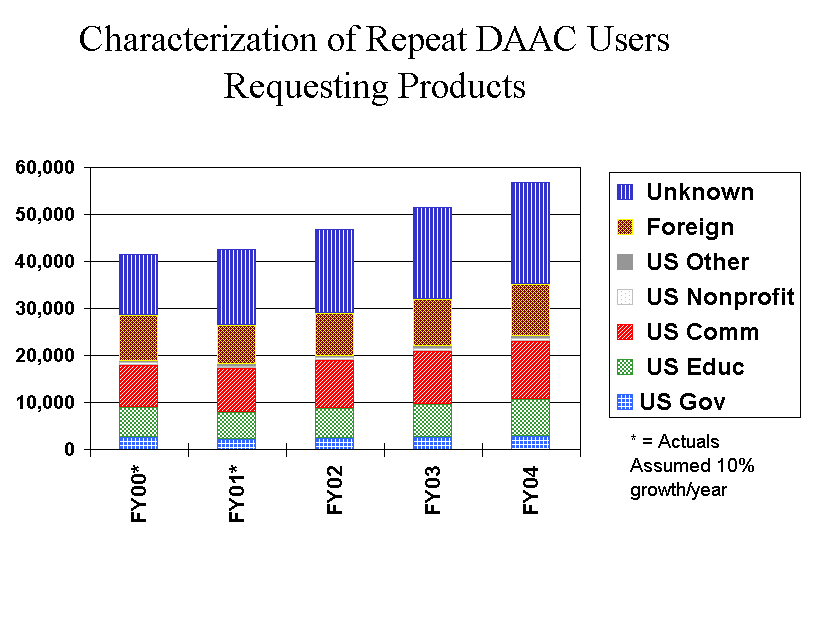 Characterization of Repeat DAAC Users
Requesting Products
60,000
50,000
40,000
30,000
20,000
10,000
0
FY00*
FY01*
FY02
FY03
FY04
Unknown
Foreign
US Other
US Nonprofit
US Comm
US Educ
US Gov
* = Actuals
Assumed 10%
growth/year